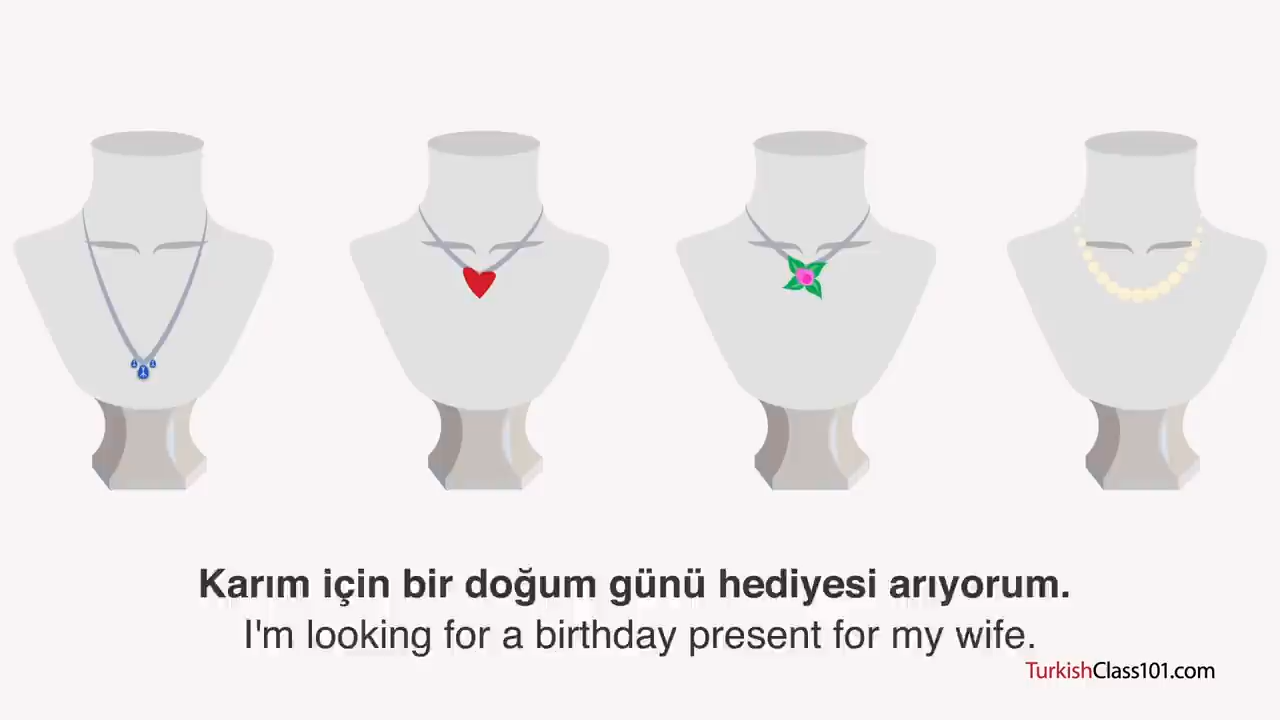 Karım için bir doğum günü hediyesi arıyorum.
I'm looking for a birthday present for my wife.
TurkishClass101.com